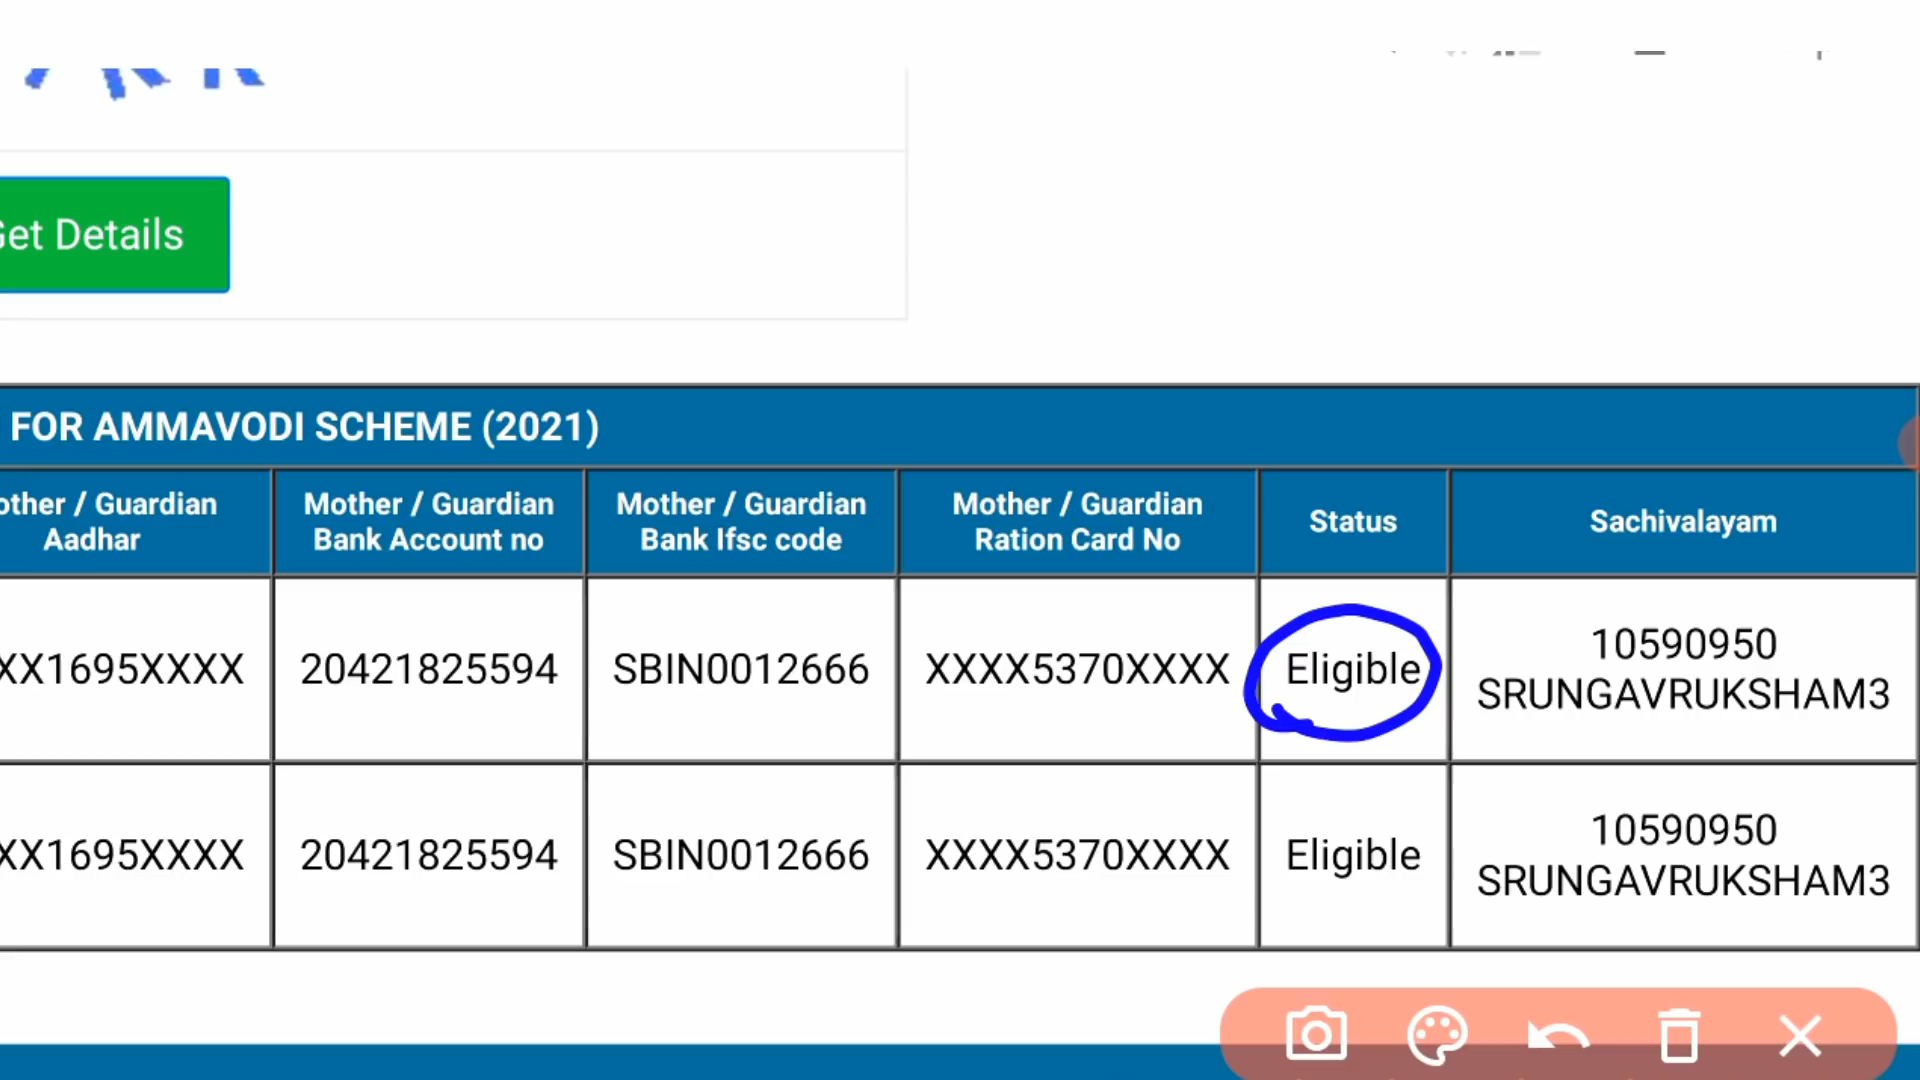 Get Details
FOR AMMAVODI SCHEME (2021)
Mother / Guardian Aadhar
Mother / Guardian Bank Account no
Mother / Guardian Bank Ifsc code
Mother / Guardian Ration Card No
Status
Sachivalayam
XX1695XXXX
20421825594
SBIN0012666
XXXX5370XXXX
Eligible
10590950
SRUNGAVRUKSHAM3
XX1695XXXX
20421825594
SBIN0012666
XXXX5370XXXX
Eligible
10590950
SRUNGAVRUKSHAM3